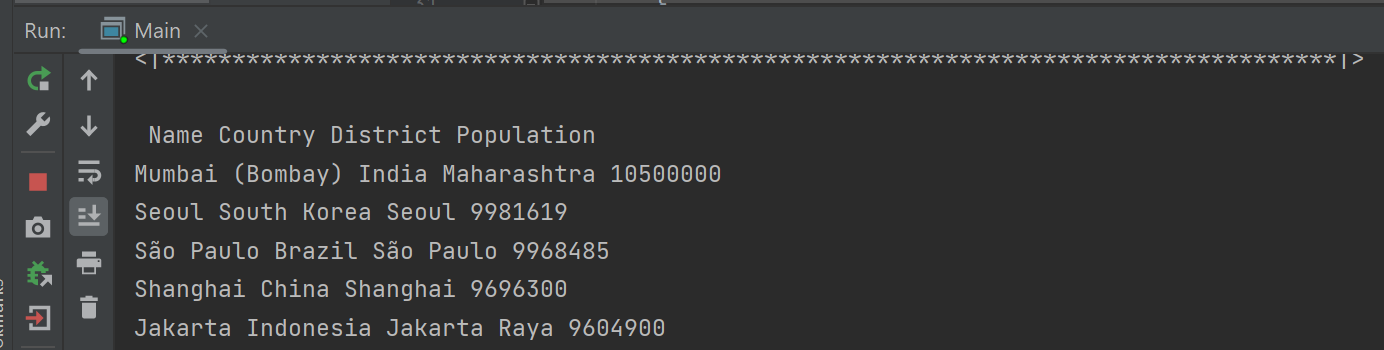 Run: Main
<|************************************************************************************|>
Name Country District Population
Mumbai (Bombay) India Maharashtra 10500000
Seoul South Korea Seoul 9981619
São Paulo Brazil São Paulo 9968485
Shanghai China Shanghai 9696300
Jakarta Indonesia Jakarta Raya 9604900